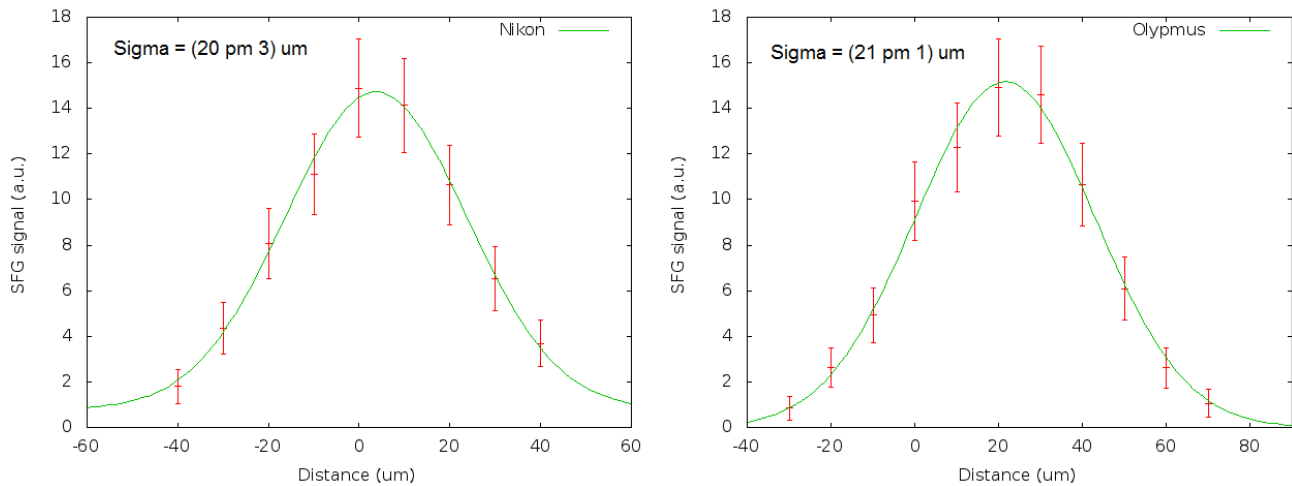 Nikon
Sigma = (20 pm 3) um
SFG signal (a.u.)
18
16
14
12
10
8
6
4
2
0
-60 -40 -20 0 20 40 60
Distance (um)
Olypmus
Sigma = (21 pm 1) um
SFG signal (a.u.)
18
16
14
12
10
8
6
4
2
0
-40 -20 0 20 40 60 80
Distance (um)